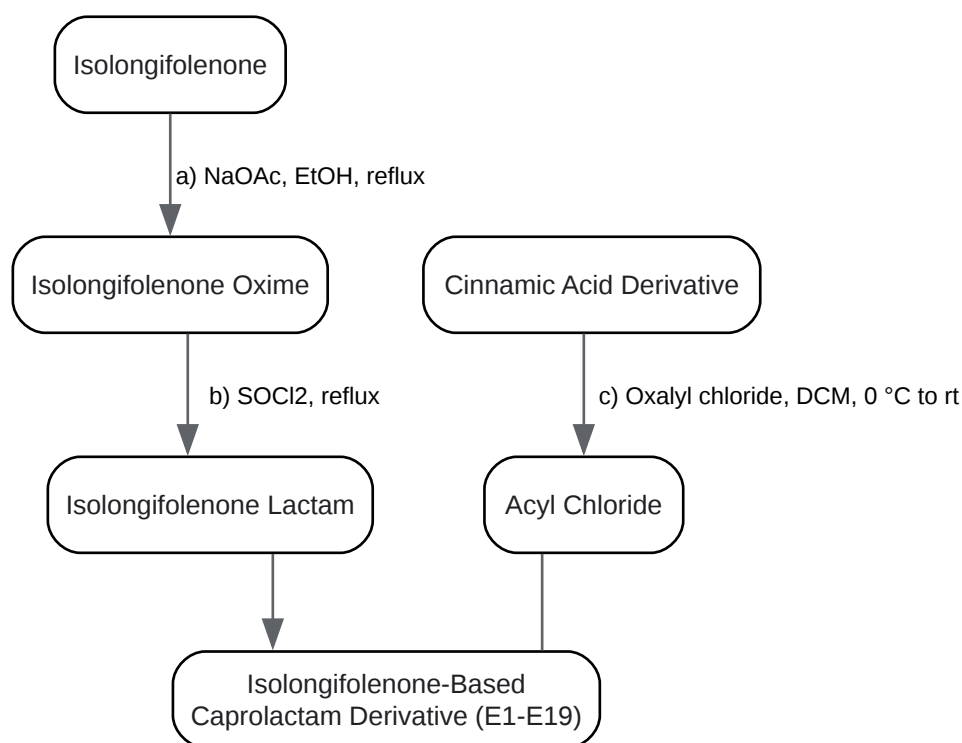 Isolongifolenone
a) NaOAc, EtOH, reflux
Isolongifolenone Oxime
Cinnamic Acid Derivative
b) SOCl2, reflux
c) Oxalyl chloride, DCM, 0 °C to rt
Isolongifolenone Lactam
Acyl Chloride
Isolongifolenone-Based
Caprolactam Derivative (E1-E19)